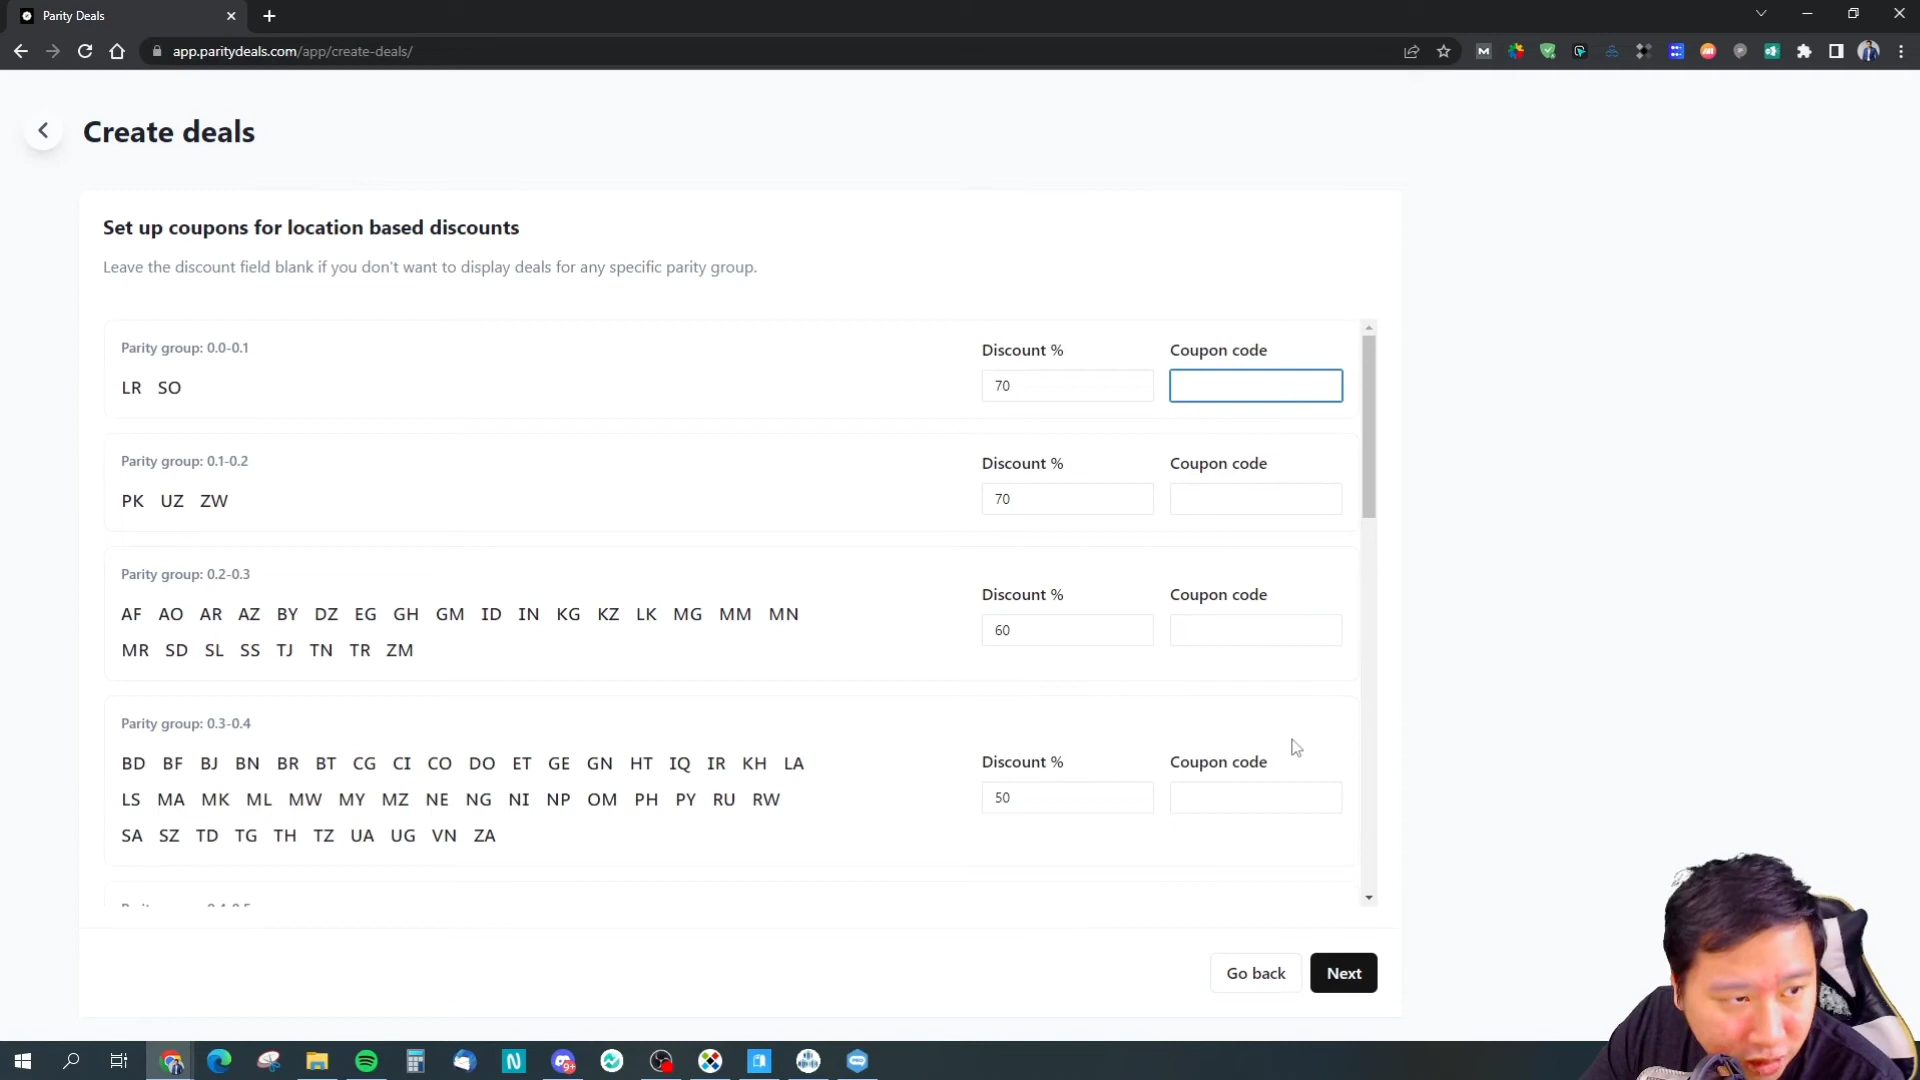 Parity Deals
app.paritydeals.com/app/create-deals/
Create deals
Set up coupons for location based discounts
Leave the discount field blank if you don't want to display deals for any specific parity group.
Parity group: 0.0-0.1
LR SO
Discount % Coupon code
70
Parity group: 0.1-0.2
PK UZ ZW
Discount % Coupon code
70
Parity group: 0.2-0.3
AF AO AR AZ BY DZ EG GH GM ID IN KG KZ LK MG MM MN
MR SD SL SS TJ TN TR ZM
Discount % Coupon code
60
Parity group: 0.3-0.4
BD BF BJ BN BR BT CG CI CO DO ET GE GN HT IQ IR KH LA
LS MA MK ML MW MY MZ NE NG NI NP OM PH PY RU RW
SA SZ TD TG TH TZ UA UG VN ZA
Discount % Coupon code
50
Go back Next